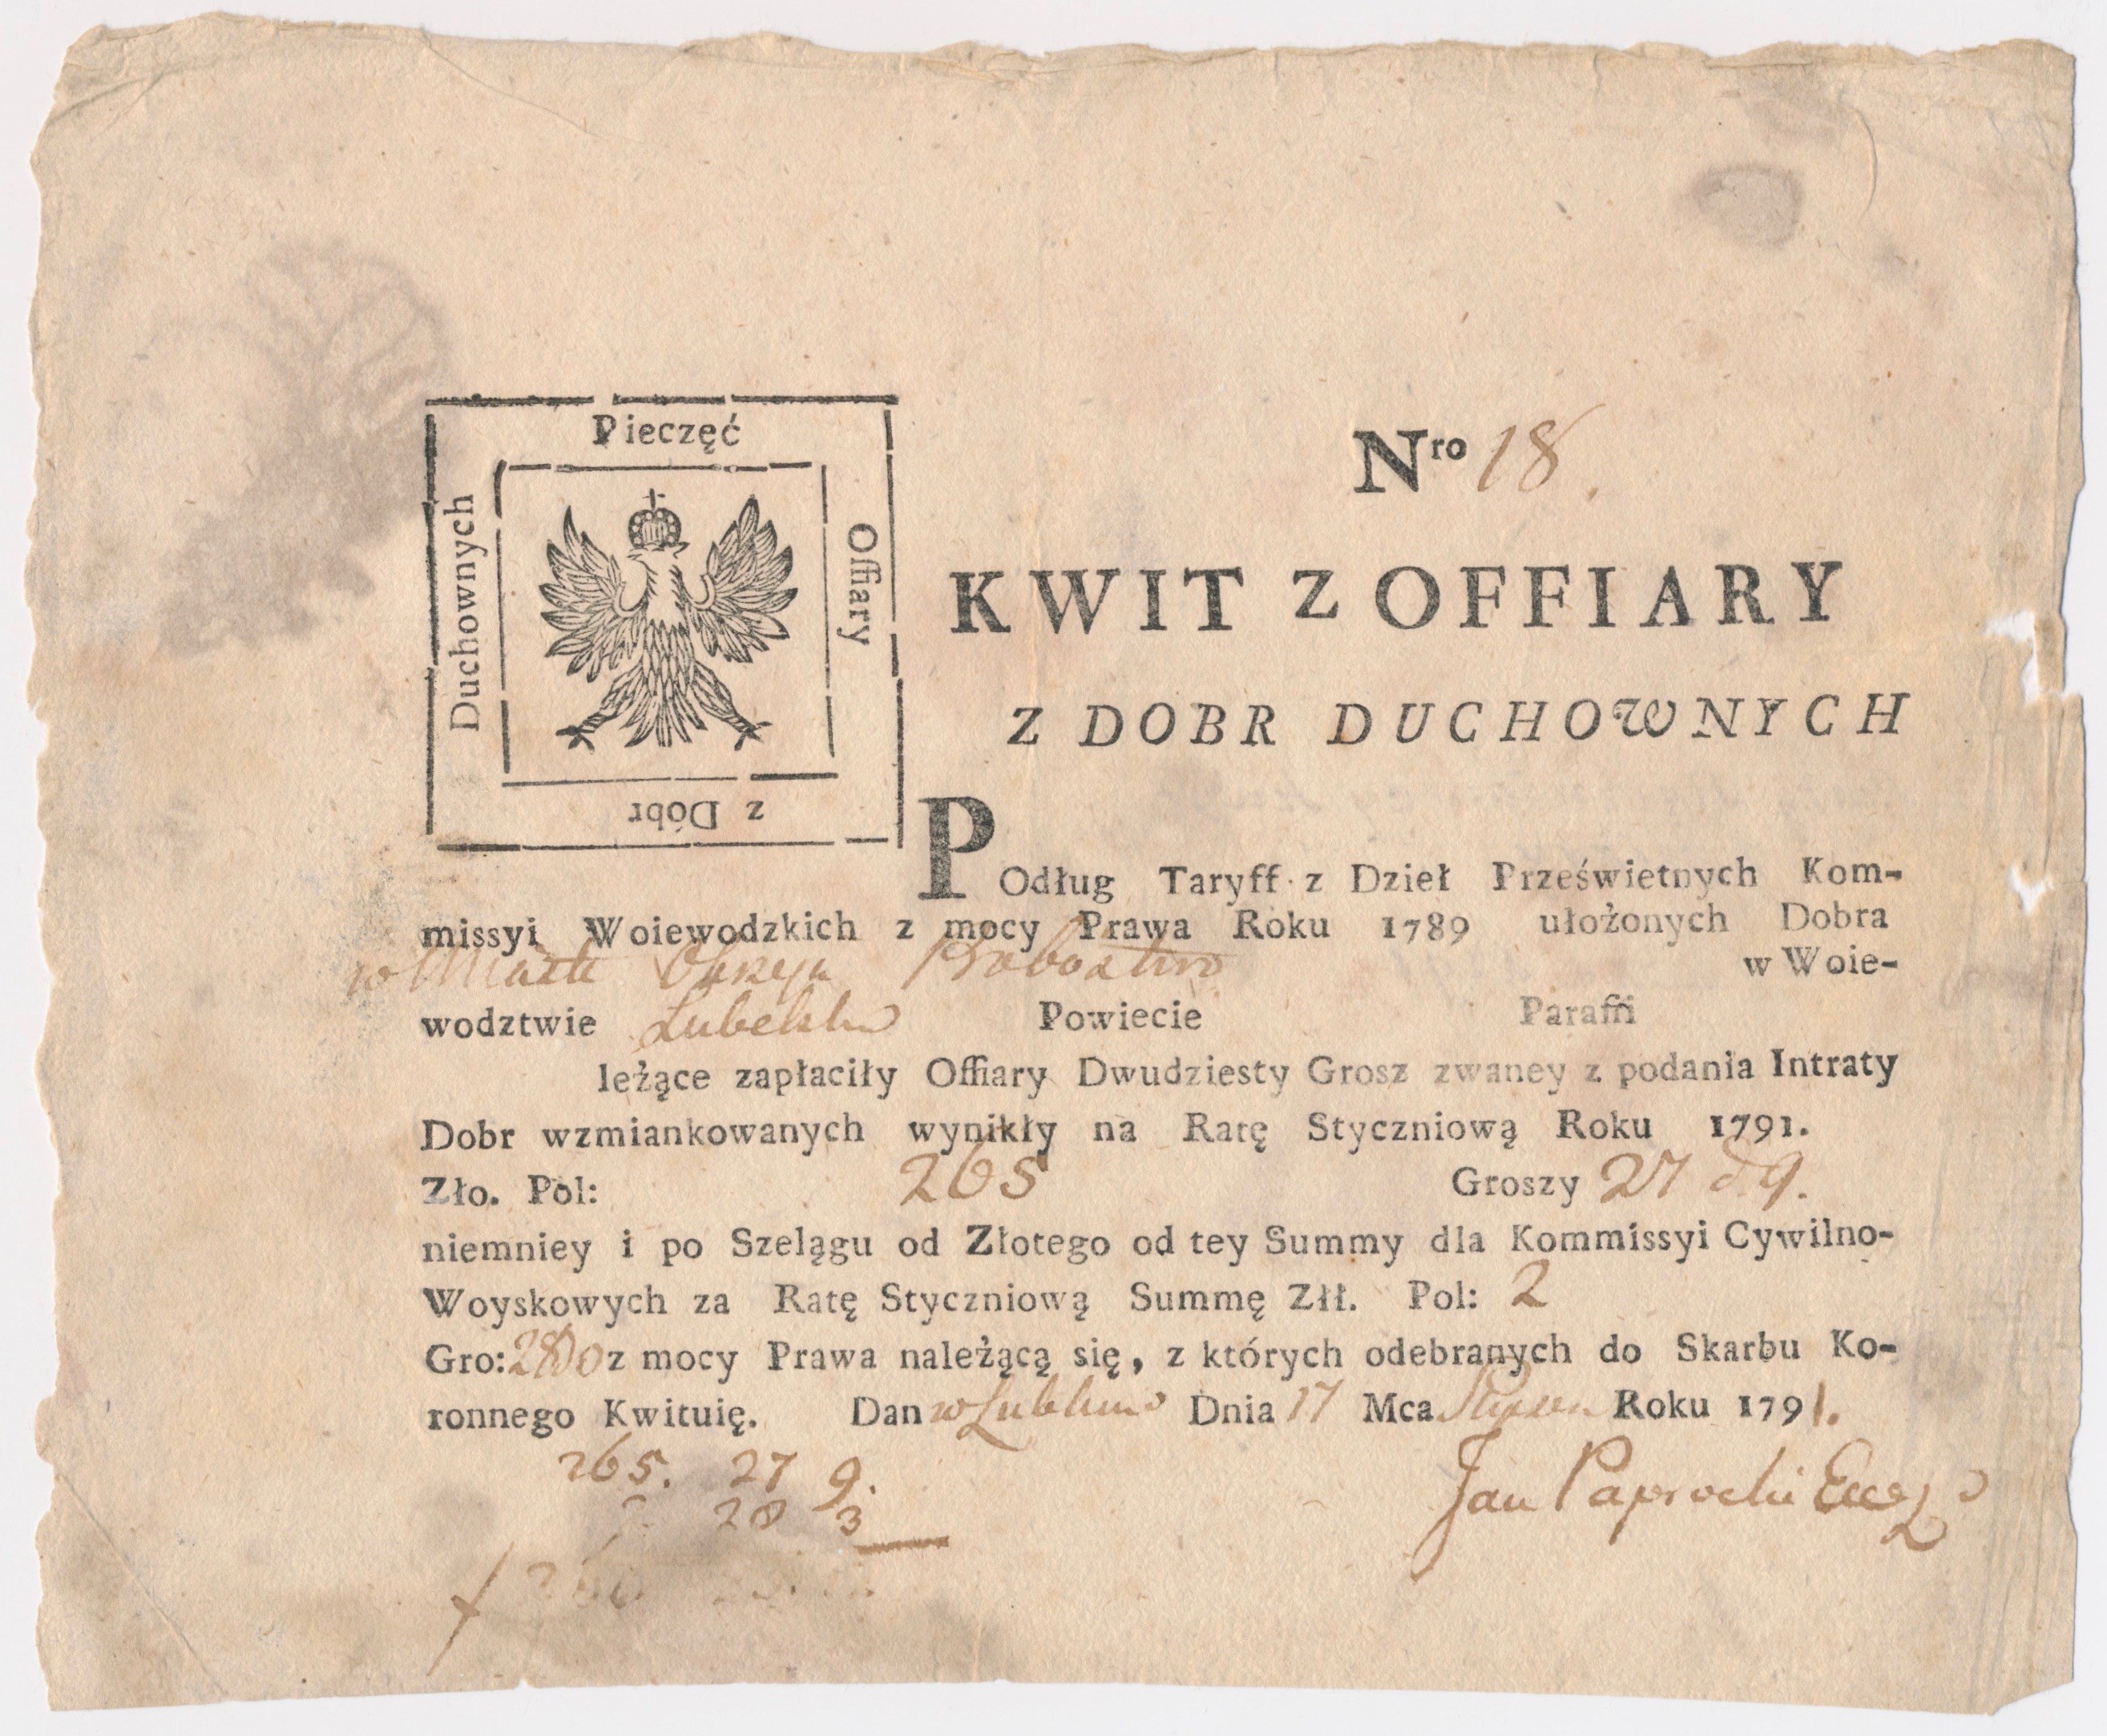 Pieczęć
Offiary
z Dóbr
Duchownych
Nro 18.
KWIT Z OFFIARY
Z DOBR DUCHOWNYCH
POdług Taryff z Dzieł Prześwietnych Kom-
missyi Woiewodzkich z mocy Prawa Roku 1789 ułożonych Dobra
w Mieście Okrzya Probostwo w Woie-
wodztwie Lubelskim Powiecie Paraffi
leżące zapłaciły Offiary Dwudziesty Grosz zwaney z podania Intraty
Dobr wzmiankowanych wynikły na Ratę Styczniową Roku 1791.
Zło. Pol: 265 Groszy 27 d 9.
niemniey i po Szelągu od Złotego od tey Summy dla Kommissyi Cywilno-
Woyskowych za Ratę Styczniową Summę Złł. Pol: 2
Gro: z mocy Prawa należącą się, z których odebranych do Skarbu Ko-
ronnego Kwituię. Dan w Lublinie Dnia 17 Mca Roku 1791.
265. 27 9.
28 3
Jan Paprocki